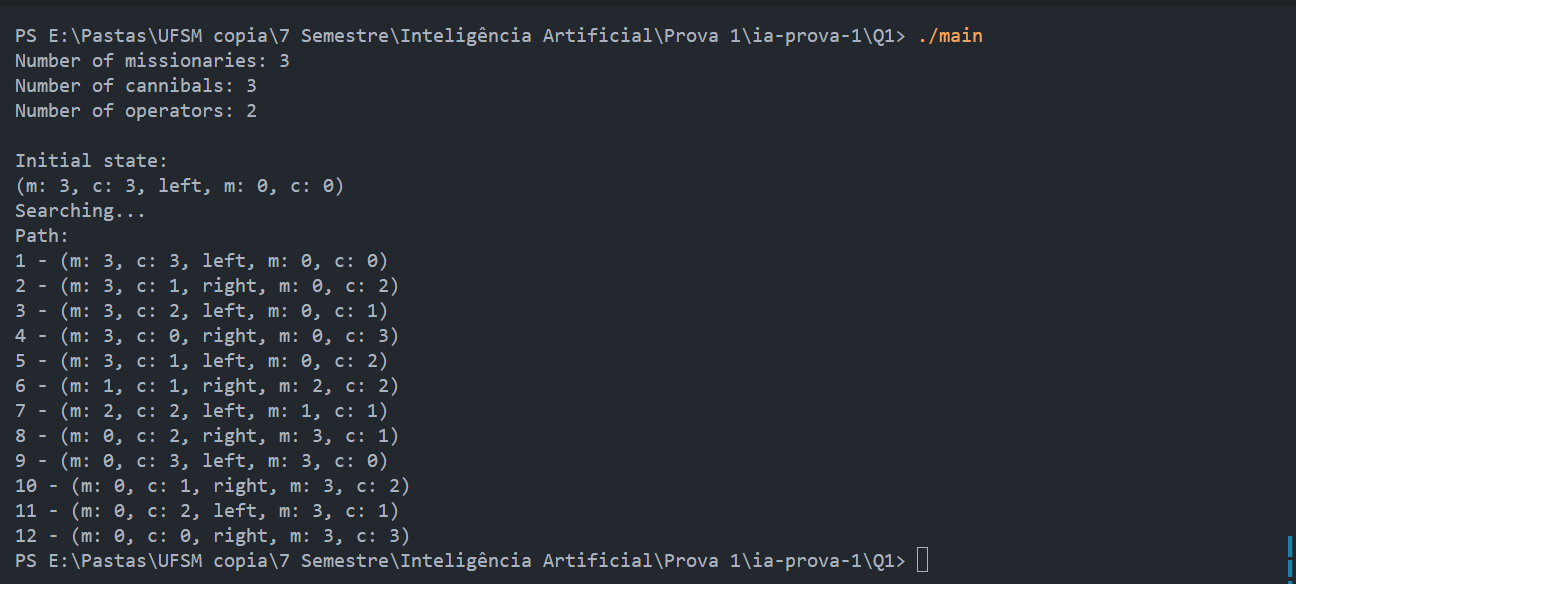 PS E:\Pastas\UFSM copia\7 Semestre\Inteligência Artificial\Prova 1\ia-prova-1\Q1> ./main
Number of missionaries: 3
Number of cannibals: 3
Number of operators: 2
Initial state:
(m: 3, c: 3, left, m: 0, c: 0)
Searching...
Path:
1 - (m: 3, c: 3, left, m: 0, c: 0)
2 - (m: 3, c: 1, right, m: 0, c: 2)
3 - (m: 3, c: 2, left, m: 0, c: 1)
4 - (m: 3, c: 0, right, m: 0, c: 3)
5 - (m: 3, c: 1, left, m: 0, c: 2)
6 - (m: 1, c: 1, right, m: 2, c: 2)
7 - (m: 2, c: 2, left, m: 1, c: 1)
8 - (m: 0, c: 2, right, m: 3, c: 1)
9 - (m: 0, c: 3, left, m: 3, c: 0)
10 - (m: 0, c: 1, right, m: 3, c: 2)
11 - (m: 0, c: 2, left, m: 3, c: 1)
12 - (m: 0, c: 0, right, m: 3, c: 3)
PS E:\Pastas\UFSM copia\7 Semestre\Inteligência Artificial\Prova 1\ia-prova-1\Q1>